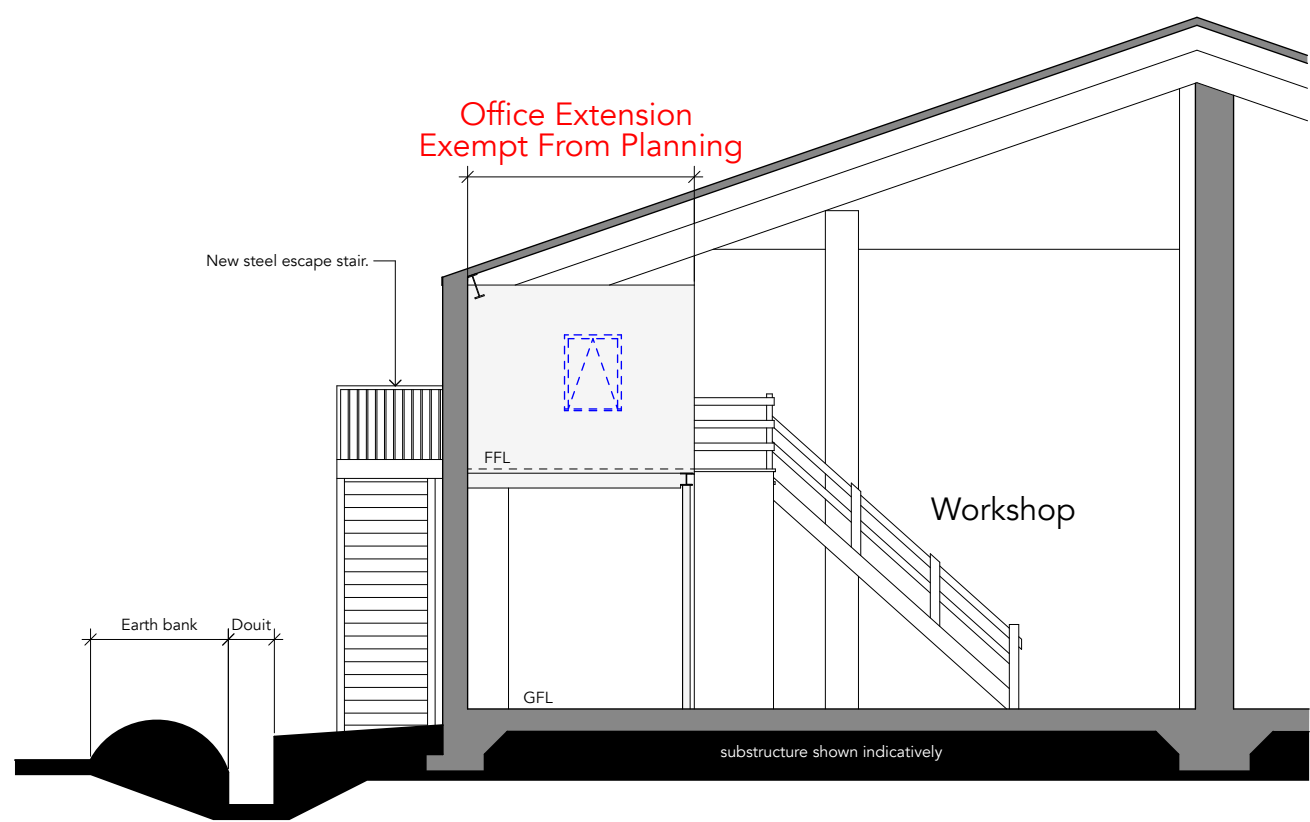 Office Extension
Exempt From Planning
New steel escape stair.
FFL
Workshop
Earth bank
Douit
GFL
substructure shown indicatively